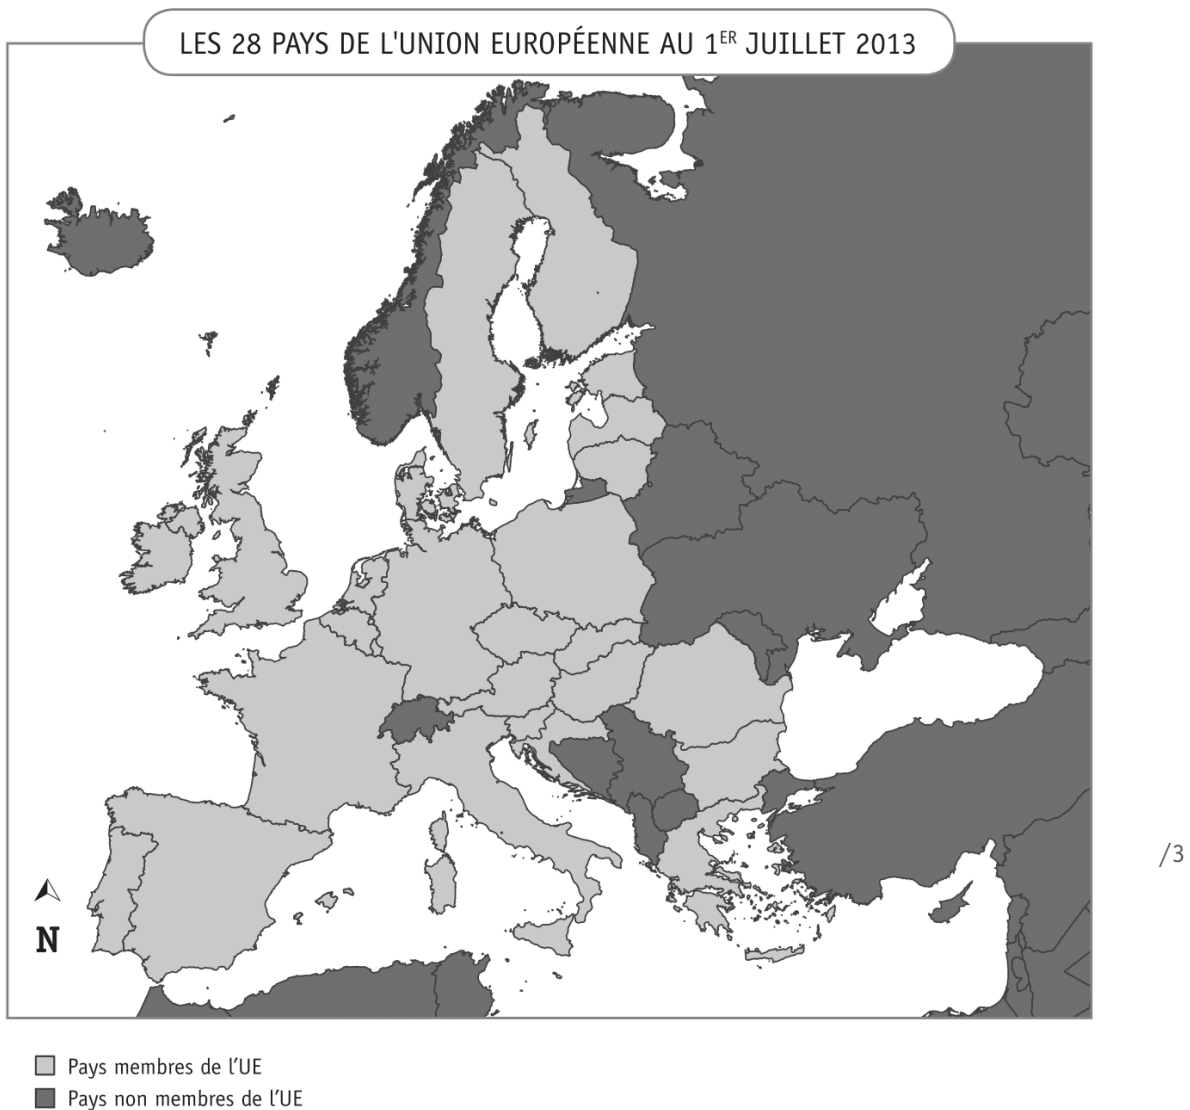 LES 28 PAYS DE L'UNION EUROPÉENNE AU 1ER JUILLET 2013
/3
N
Pays membres de l'UE
Pays non membres de l'UE